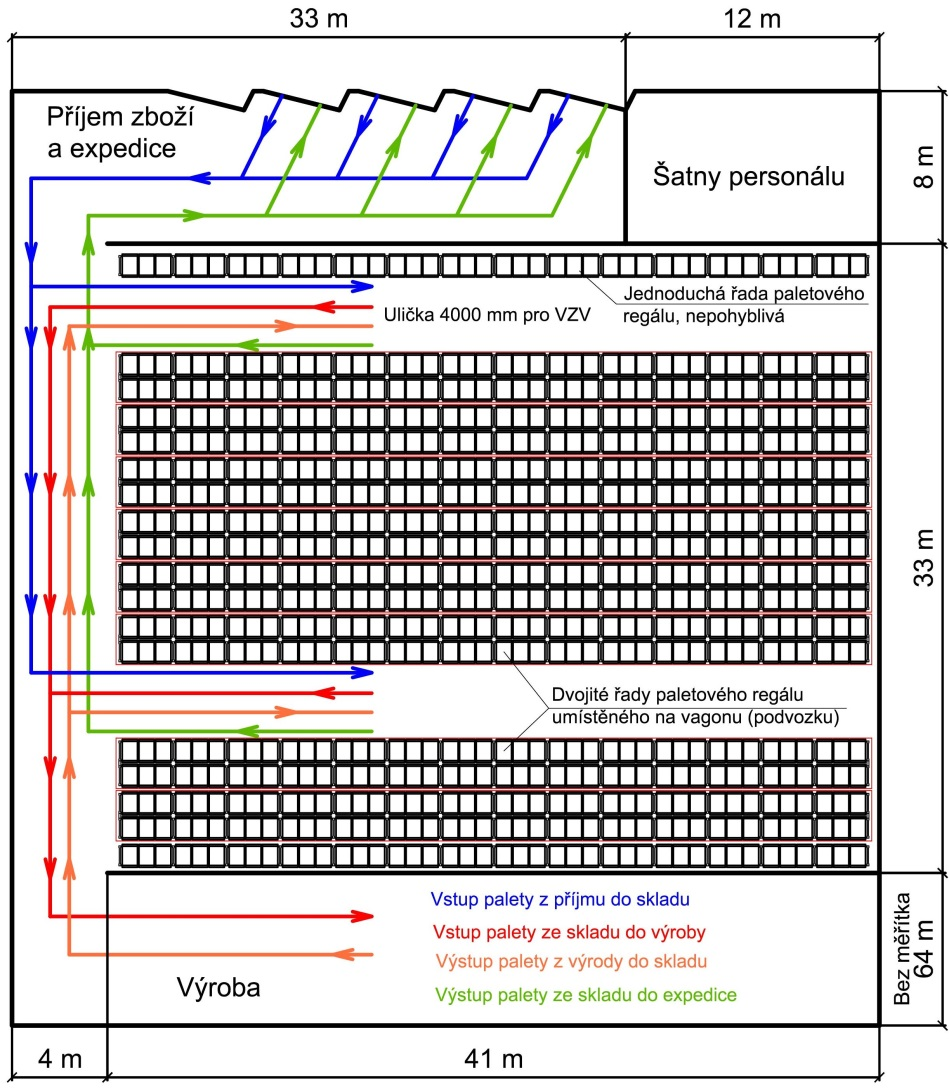 33 m
12 m
Příjem zboží
a expedice
Šatny personálu
8 m
Jednoduchá řada paletového
regálu, nepohyblivá
Ulička 4000 mm pro VZV
33 m
Dvojité řady paletového regálu
umístěného na vagonu (podvozku)
Vstup palety z příjmu do skladu
Vstup palety ze skladu do výroby
Výstup palety z výrody do skladu
Výstup palety ze skladu do expedice
Výroba
Bez měřítka
64 m
4 m
41 m